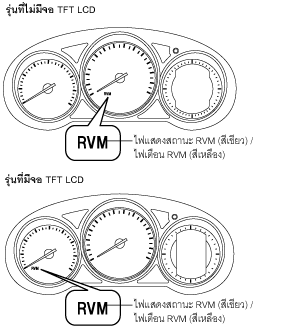 รุ่นที่ไม่มีจอ TFT LCD
RVM
RVM
ไฟแสดงสถานะ RVM (สีเขียว) /
ไฟเตือน RVM (สีเหลือง)
รุ่นที่มีจอ TFT LCD
RVM
RVM
ไฟแสดงสถานะ RVM (สีเขียว) /
ไฟเตือน RVM (สีเหลือง)